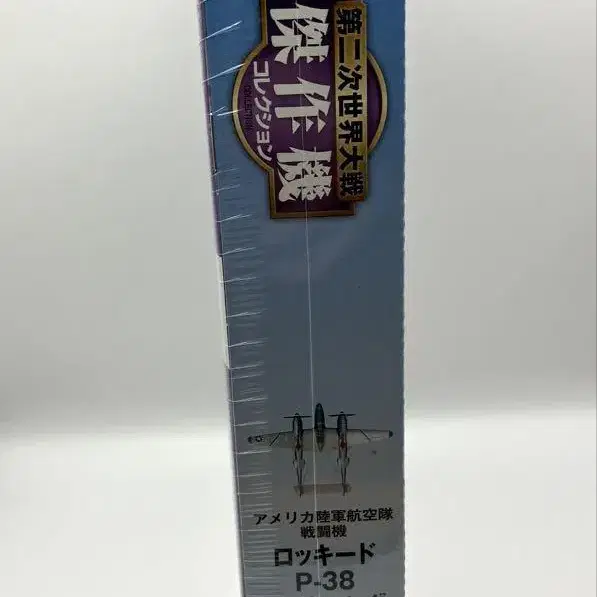 第二次世界大戦
傑作機
コレクション
COLLECTION
アメリカ陸軍航空隊
戦闘機
ロッキード
P-38